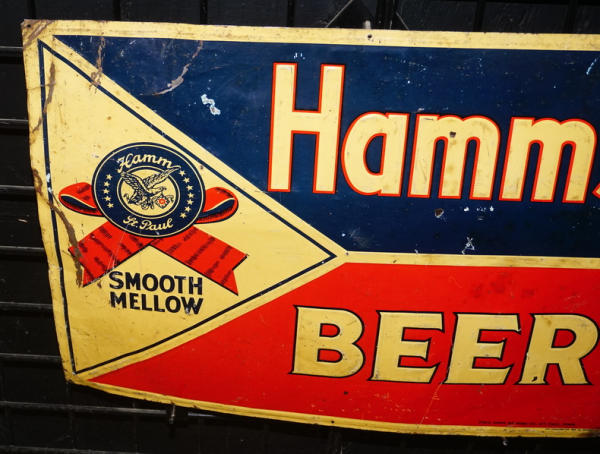 Hamm's
BEER
Hamm
St. Paul
SMOOTH
MELLOW